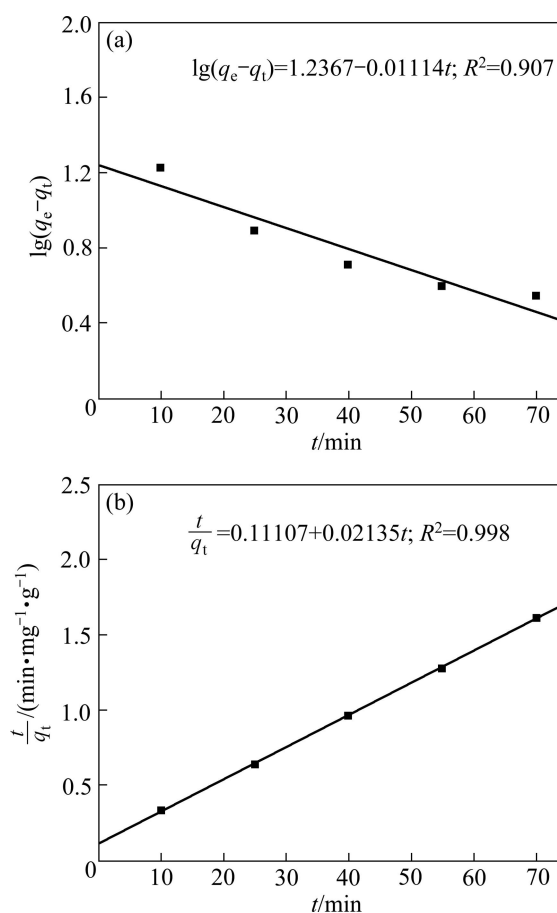 (a)
lg(qₑ−qₜ)=1.2367−0.01114t; R²=0.907
2.0
1.6
1.2
0.8
0.4
0
10 20 30 40 50 60 70
lg(qₑ−qₜ)
t/min
(b)
t/qₜ=0.11107+0.02135t; R²=0.998
2.5
2.0
1.5
1.0
0.5
0
10 20 30 40 50 60 70
t/qₜ/(min•mg⁻¹•g⁻¹)
t/min